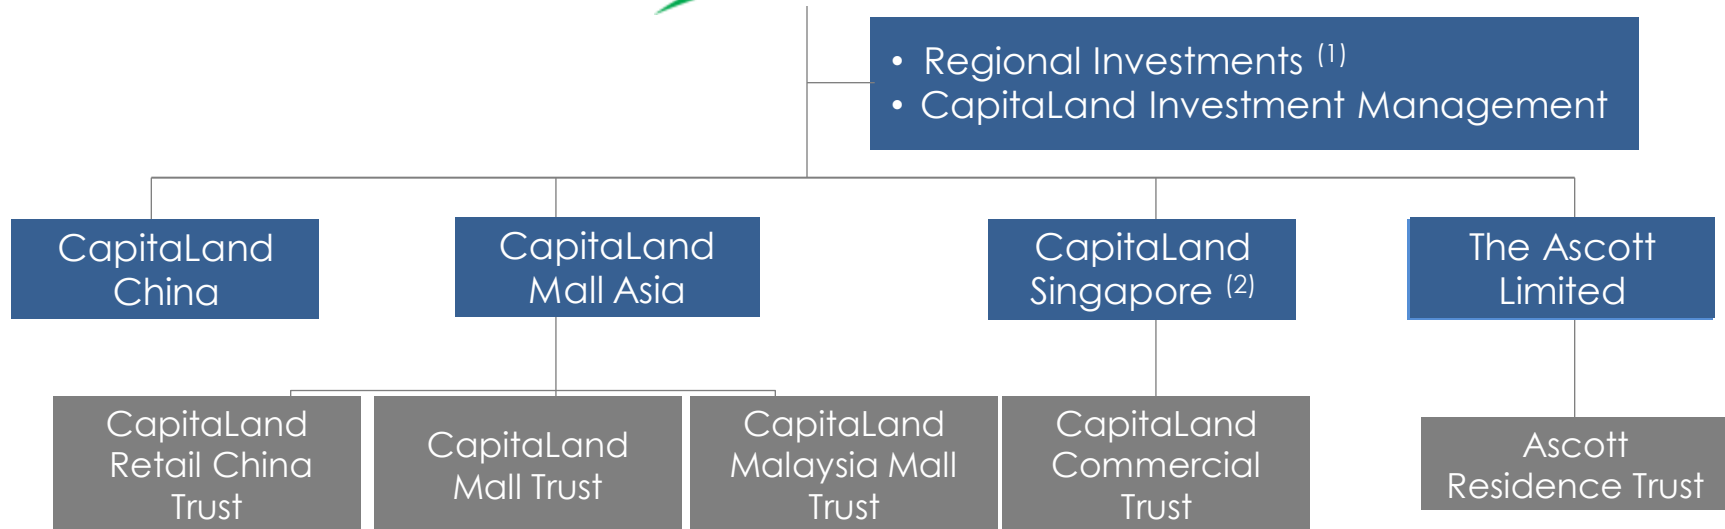 • Regional Investments (1)
• CapitaLand Investment Management
CapitaLand
China
CapitaLand
Mall Asia
CapitaLand
Singapore (2)
The Ascott
Limited
CapitaLand
Retail China
Trust
CapitaLand
Mall Trust
CapitaLand
Malaysia Mall
Trust
CapitaLand
Commercial
Trust
Ascott
Residence Trust